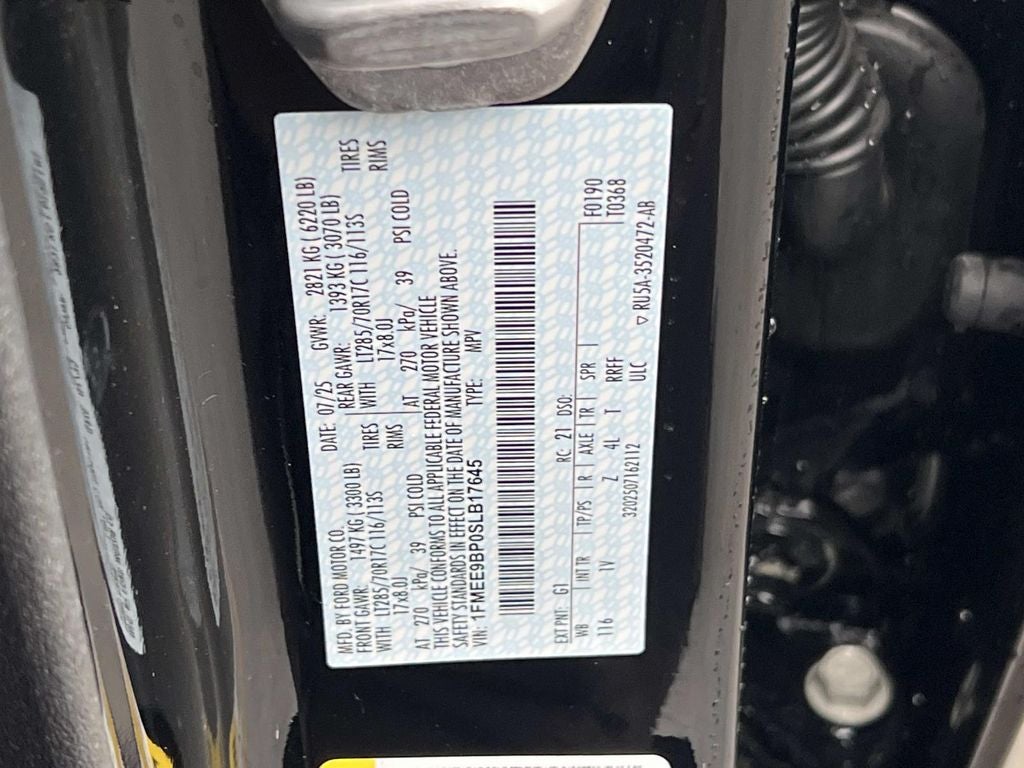 MFD. BY FORD MOTOR CO. DATE: 07/25 GVWR: 2821 KG ( 6220 LB)
FRONT GAWR: 1497 KG ( 3300 LB) REAR GAWR: 1393 KG ( 3070 LB)
WITH LT285/70R17C 116/113S TIRES WITH LT285/70R17C 116/113S TIRES
17x8.0J RIMS 17x8.0J RIMS
AT 270 kPa/ 39 PSI COLD AT 270 kPa/ 39 PSI COLD
THIS VEHICLE CONFORMS TO ALL APPLICABLE FEDERAL MOTOR VEHICLE
SAFETY STANDARDS IN EFFECT ON THE DATE OF MANUFACTURE SHOWN ABOVE.
VIN: 1FMEE9BP0SLB17645 TYPE: MPV
EXT PNT: G1 RC: 21 DSO: F0190
WB INT TR TP/PS R AXLE TR SPR T0368
116 1V Z 4L T RRFF
3202507162112 ULC ▽ RU5A-3520472-AB